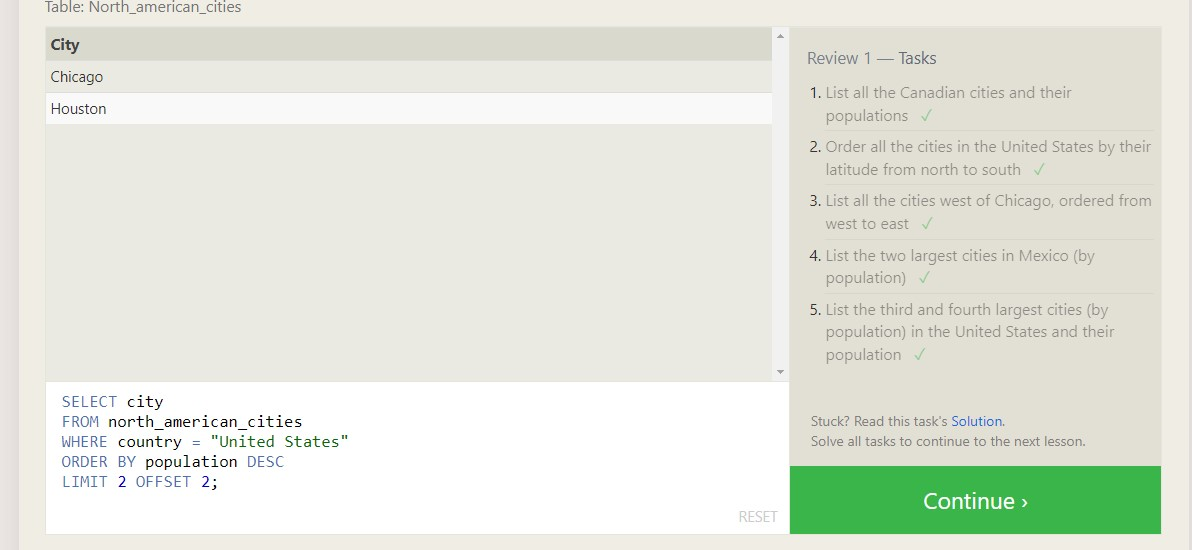 Table: North_american_cities
City
Chicago
Houston
SELECT city
FROM north_american_cities
WHERE country = "United States"
ORDER BY population DESC
LIMIT 2 OFFSET 2;
RESET
Review 1 — Tasks
1. List all the Canadian cities and their
populations ✓
2. Order all the cities in the United States by their
latitude from north to south ✓
3. List all the cities west of Chicago, ordered from
west to east ✓
4. List the two largest cities in Mexico (by
population) ✓
5. List the third and fourth largest cities (by
population) in the United States and their
population ✓
Stuck? Read this task's Solution.
Solve all tasks to continue to the next lesson.
Continue ›